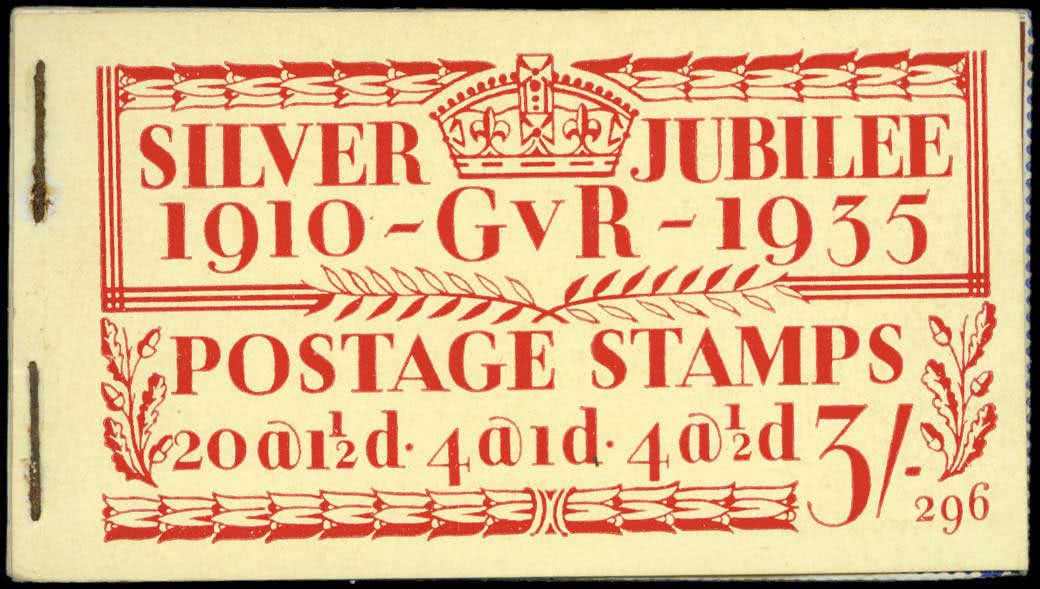 SILVER JUBILEE
1910 - GvR - 1935
POSTAGE STAMPS
20@1½d · 4@1d · 4@½d 3/-
296